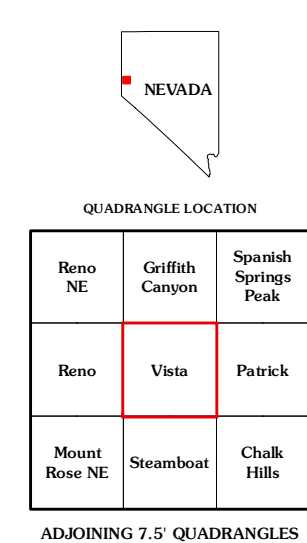 NEVADA
QUADRANGLE LOCATION
Reno
NE
Griffith
Canyon
Spanish
Springs
Peak
Reno
Vista
Patrick
Mount
Rose NE
Steamboat
Chalk
Hills
ADJOINING 7.5' QUADRANGLES